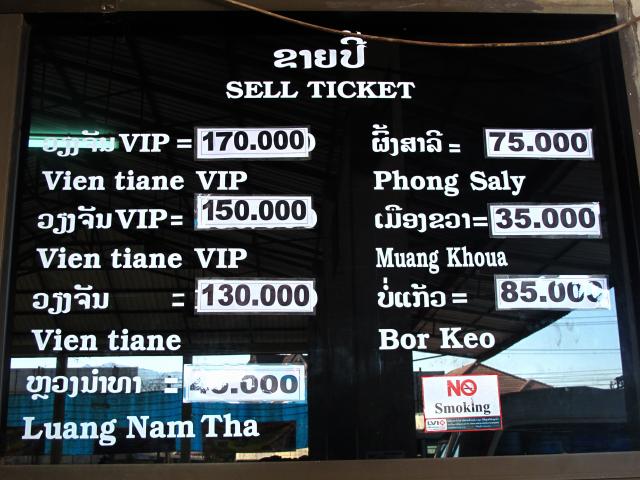 ຂາຍປີ້
SELL TICKET
ວຽງຈັນ VIP = 170.000
Vien tiane VIP
ວຽງຈັນ VIP = 150.000
Vien tiane VIP
ວຽງຈັນ = 130.000
Vien tiane
ຫຼວງນໍາທາ =
Luang Nam Tha
ຜົ້ງສາລີ = 75.000
Phong Saly
ເມືອງຂວາ = 35.000
Muang Khoua
ບໍ່ແກ້ວ = 85.000
Bor Keo
NO
Smoking